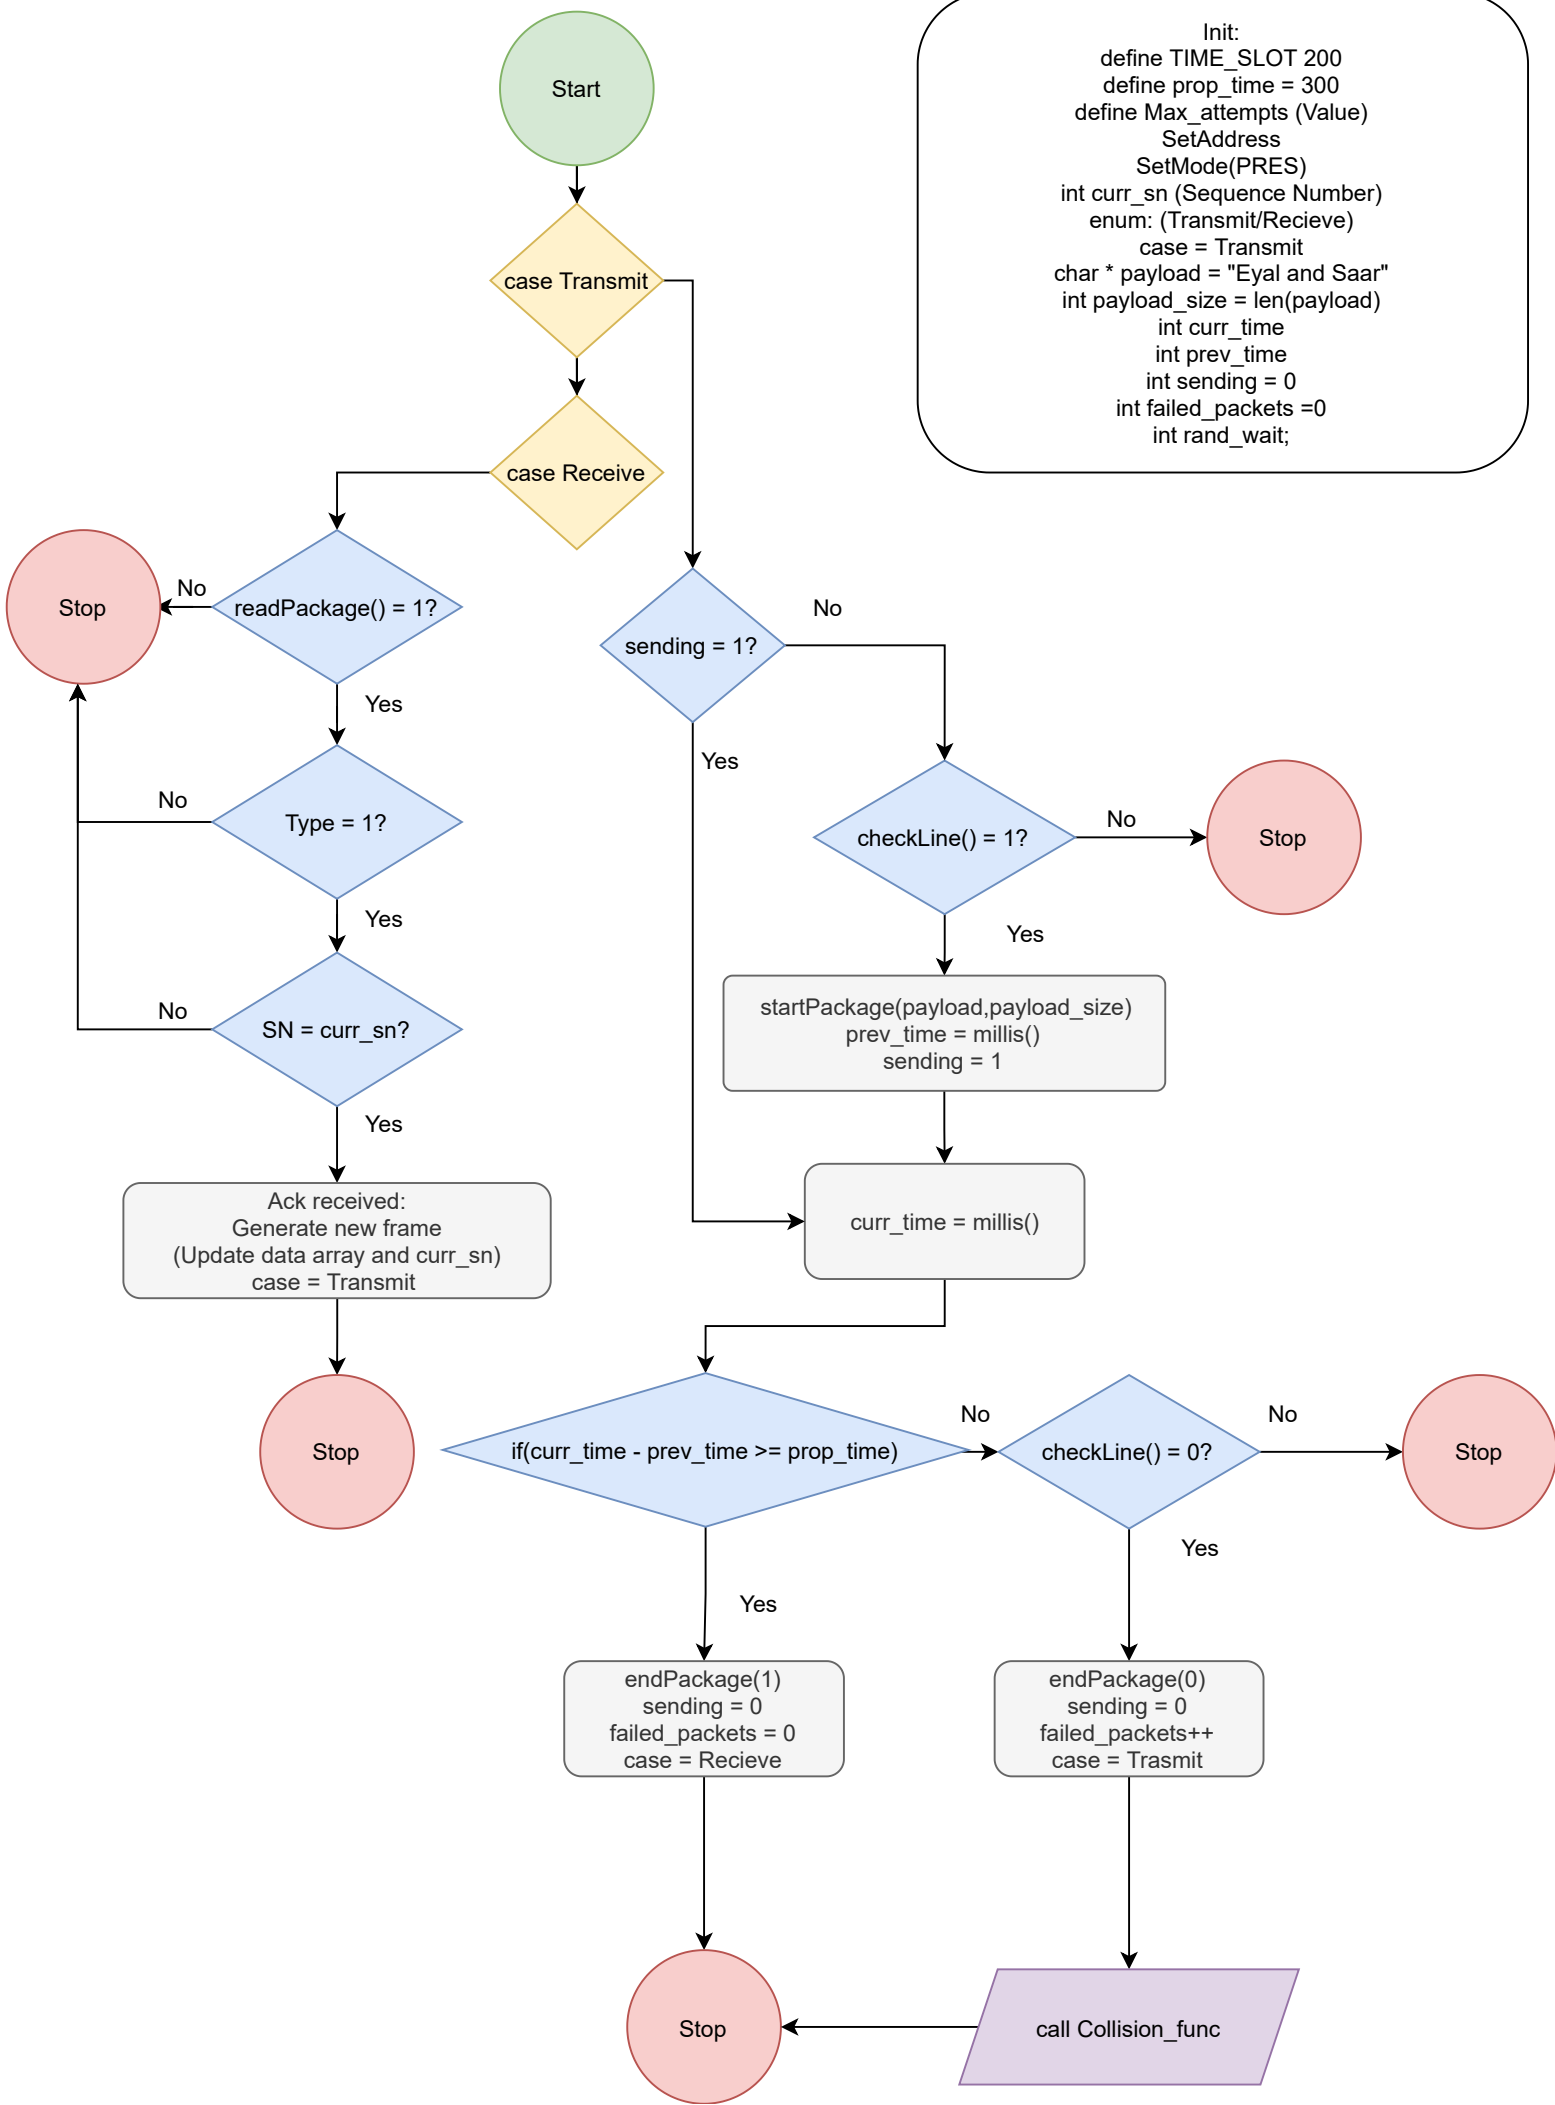 Start
Init:
define TIME_SLOT 200
define prop_time = 300
define Max_attempts (Value)
SetAddress
SetMode(PRES)
int curr_sn (Sequence Number)
enum: (Transmit/Recieve)
case = Transmit
char * payload = "Eyal and Saar"
int payload_size = len(payload)
int curr_time
int prev_time
int sending = 0
int failed_packets =0
int rand_wait;
case Transmit
case Receive
Stop
No
readPackage() = 1?
Yes
No
Type = 1?
Yes
No
SN = curr_sn?
Yes
Ack received:
Generate new frame
(Update data array and curr_sn)
case = Transmit
Stop
sending = 1?
No
Yes
checkLine() = 1?
No
Stop
Yes
startPackage(payload,payload_size)
prev_time = millis()
sending = 1
curr_time = millis()
if(curr_time - prev_time >= prop_time)
No
checkLine() = 0?
No
Stop
Yes
Yes
endPackage(1)
sending = 0
failed_packets = 0
case = Recieve
endPackage(0)
sending = 0
failed_packets++
case = Trasmit
Stop
call Collision_func